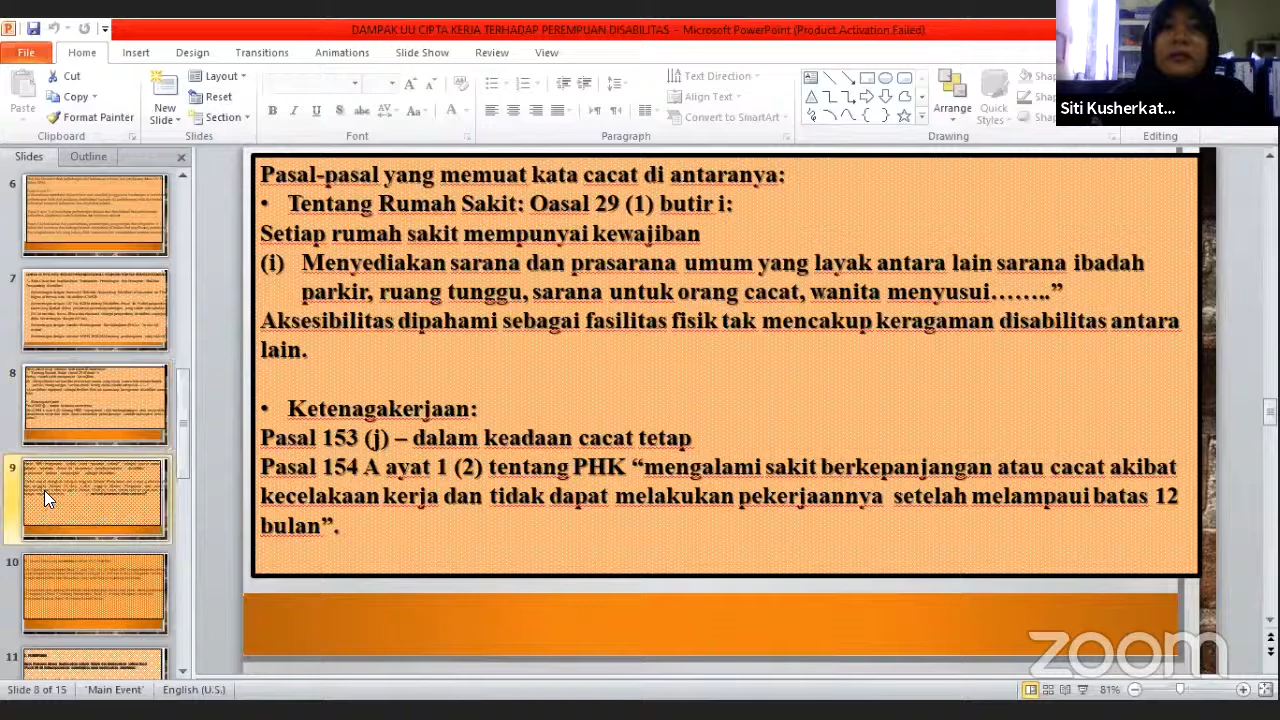 DAMPAK UU CIPTA KERJA TERHADAP PEREMPUAN DISABILITAS - Microsoft PowerPoint (Product Activation Failed)
File Home Insert Design Transitions Animations Slide Show Review View
Siti Kusherkat...
Paste
Cut
Copy
Format Painter
Clipboard
New Slide
Layout
Reset
Section
Slides
Font
Text Direction
Align Text
Convert to SmartArt
Paragraph
Arrange
Quick Styles
Drawing
Editing
Slides Outline
6
7
8
9
10
11
Pasal-pasal yang memuat kata cacat di antaranya:
• Tentang Rumah Sakit: Oasal 29 (1) butir i:
Setiap rumah sakit mempunyai kewajiban
(i) Menyediakan sarana dan prasarana umum yang layak antara lain sarana ibadah
parkir, ruang tunggu, sarana untuk orang cacat, wanita menyusui……..”
Aksesibilitas dipahami sebagai fasilitas fisik tak mencakup keragaman disabilitas antara
lain.
• Ketenagakerjaan:
Pasal 153 (j) – dalam keadaan cacat tetap
Pasal 154 A ayat 1 (2) tentang PHK “mengalami sakit berkepanjangan atau cacat akibat
kecelakaan kerja dan tidak dapat melakukan pekerjaannya setelah melampaui batas 12
bulan”.
zoom
Slide 8 of 15 'Main Event' English (U.S.) 81%